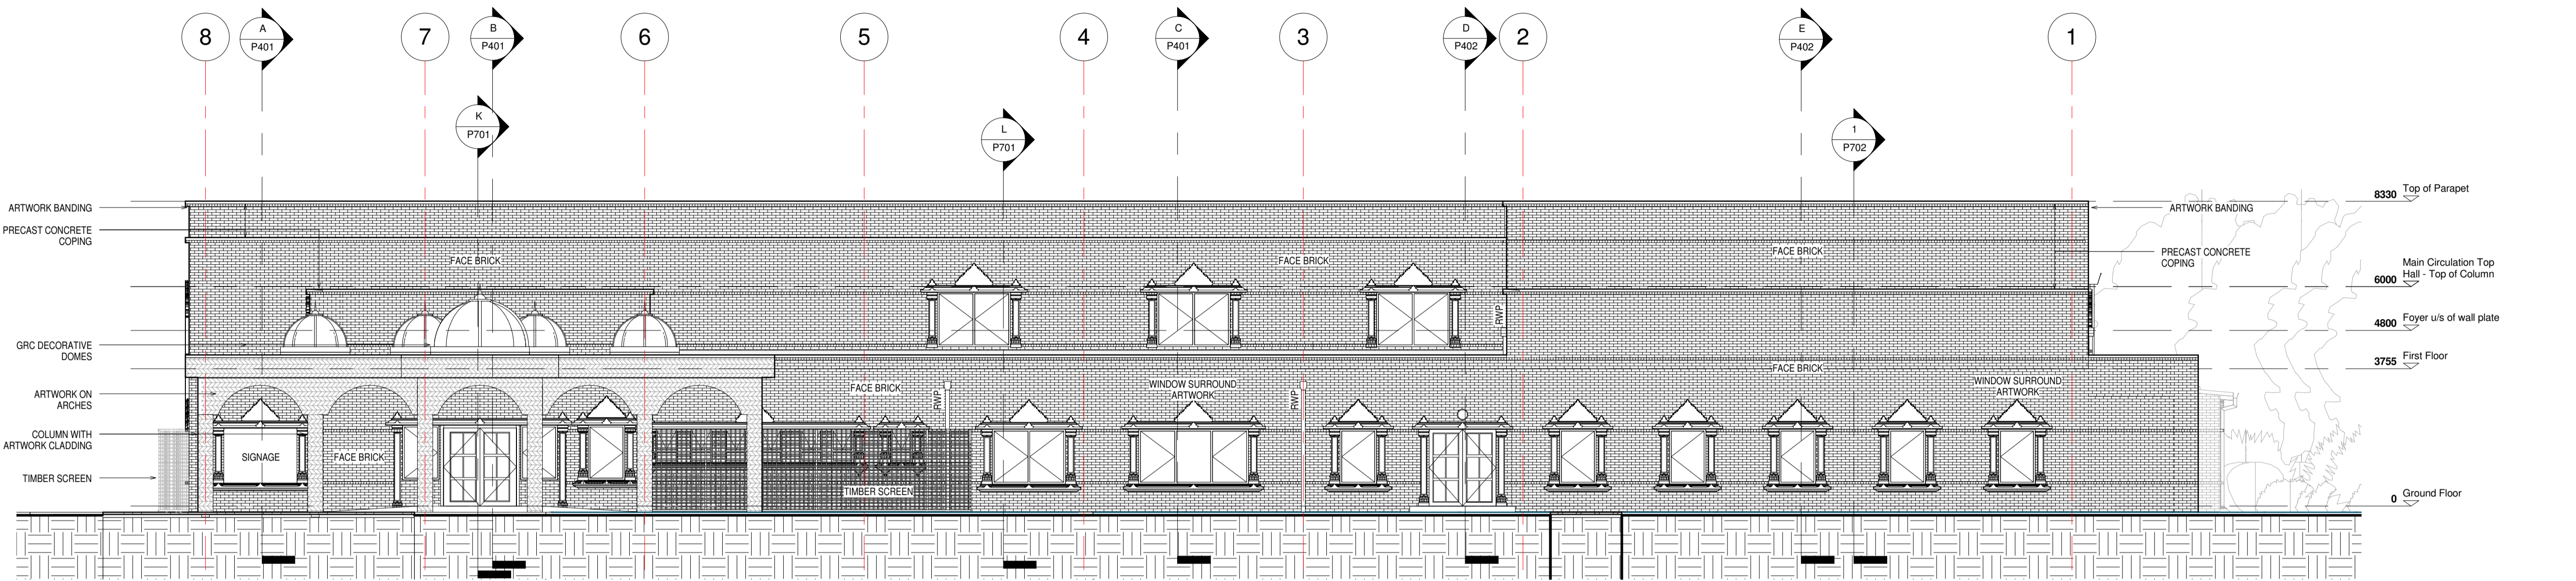 8
A
P401
7
B
P401
6
5
4
C
P401
3
D
P402
2
E
P402
1
K
P701
L
P701
1
P702
ARTWORK BANDING
PRECAST CONCRETE
COPING
GRC DECORATIVE
DOMES
ARTWORK ON
ARCHES
COLUMN WITH
ARTWORK CLADDING
TIMBER SCREEN
FACE BRICK
FACE BRICK
FACE BRICK
RWP
FACE BRICK
FACE BRICK
RWP
WINDOW SURROUND
ARTWORK
RWP
WINDOW SURROUND
ARTWORK
SIGNAGE
FACE BRICK
TIMBER SCREEN
ARTWORK BANDING
PRECAST CONCRETE
COPING
8330 Top of Parapet
Main Circulation Top
Hall - Top of Column
6000
4800 Foyer u/s of wall plate
3755 First Floor
0 Ground Floor